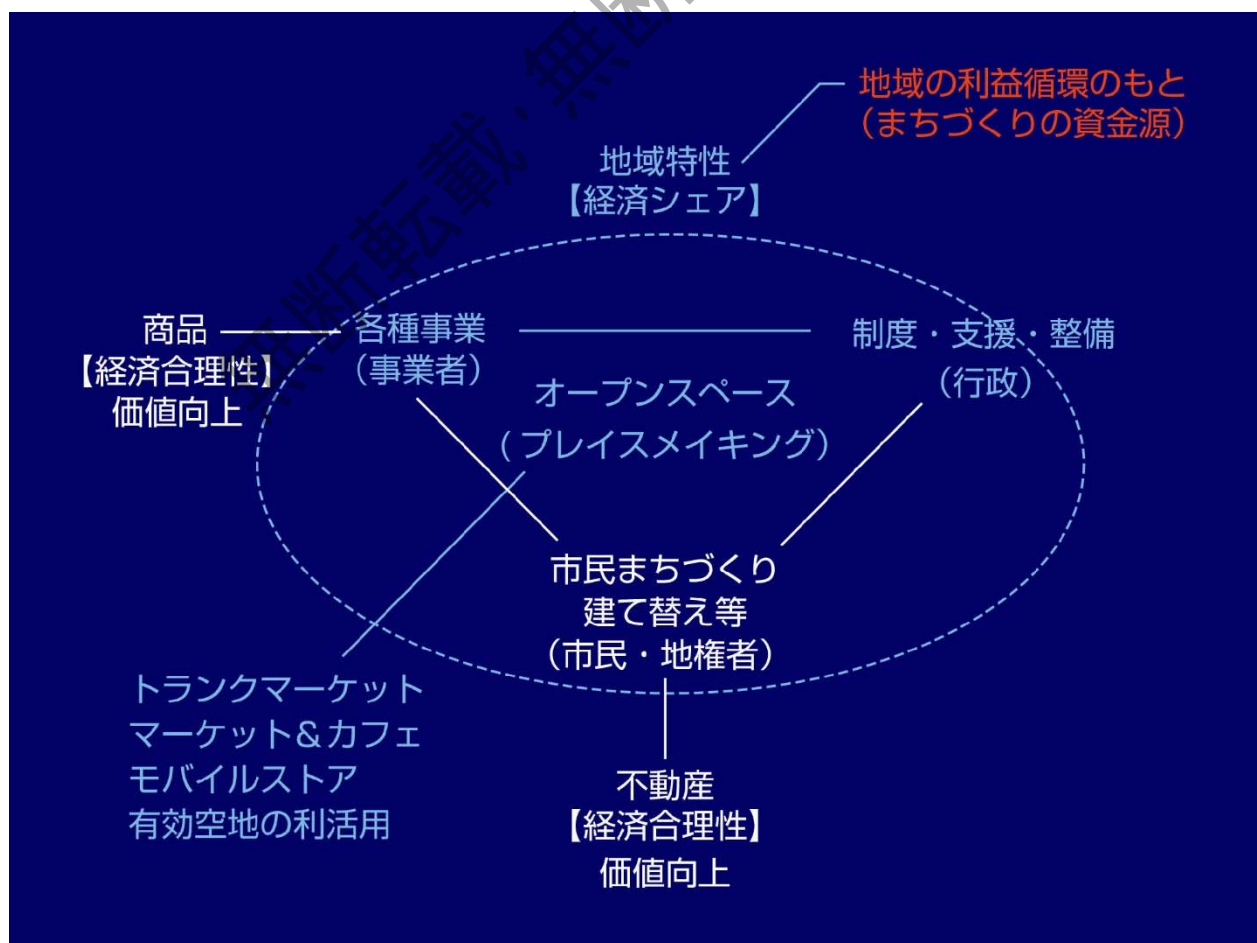 地域の利益循環のもと
(まちづくりの資金源)
地域特性
【経済シェア】
商品
【経済合理性】
価値向上
各種事業
(事業者)
制度・支援・整備
(行政)
オープンスペース
(プレイスメイキング)
市民まちづくり
建て替え等
(市民・地権者)
トランクマーケット
マーケット&カフェ
モバイルストア
有効空地の利活用
不動産
【経済合理性】
価値向上
無断転載・無断